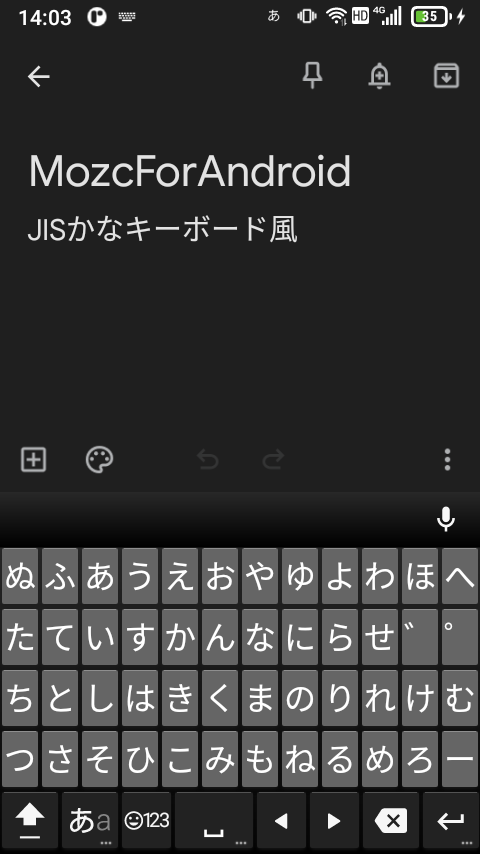 14:03 あ HD 4G 35
MozcForAndroid
JISかなキーボード風
ぬ ふ あ う え お や ゆ よ わ ほ へ
た て い す か ん な に ら せ ゛ ゜
ち と し は き く ま の り れ け む
つ さ そ ひ こ み も ね る め ろ ー
あa 123